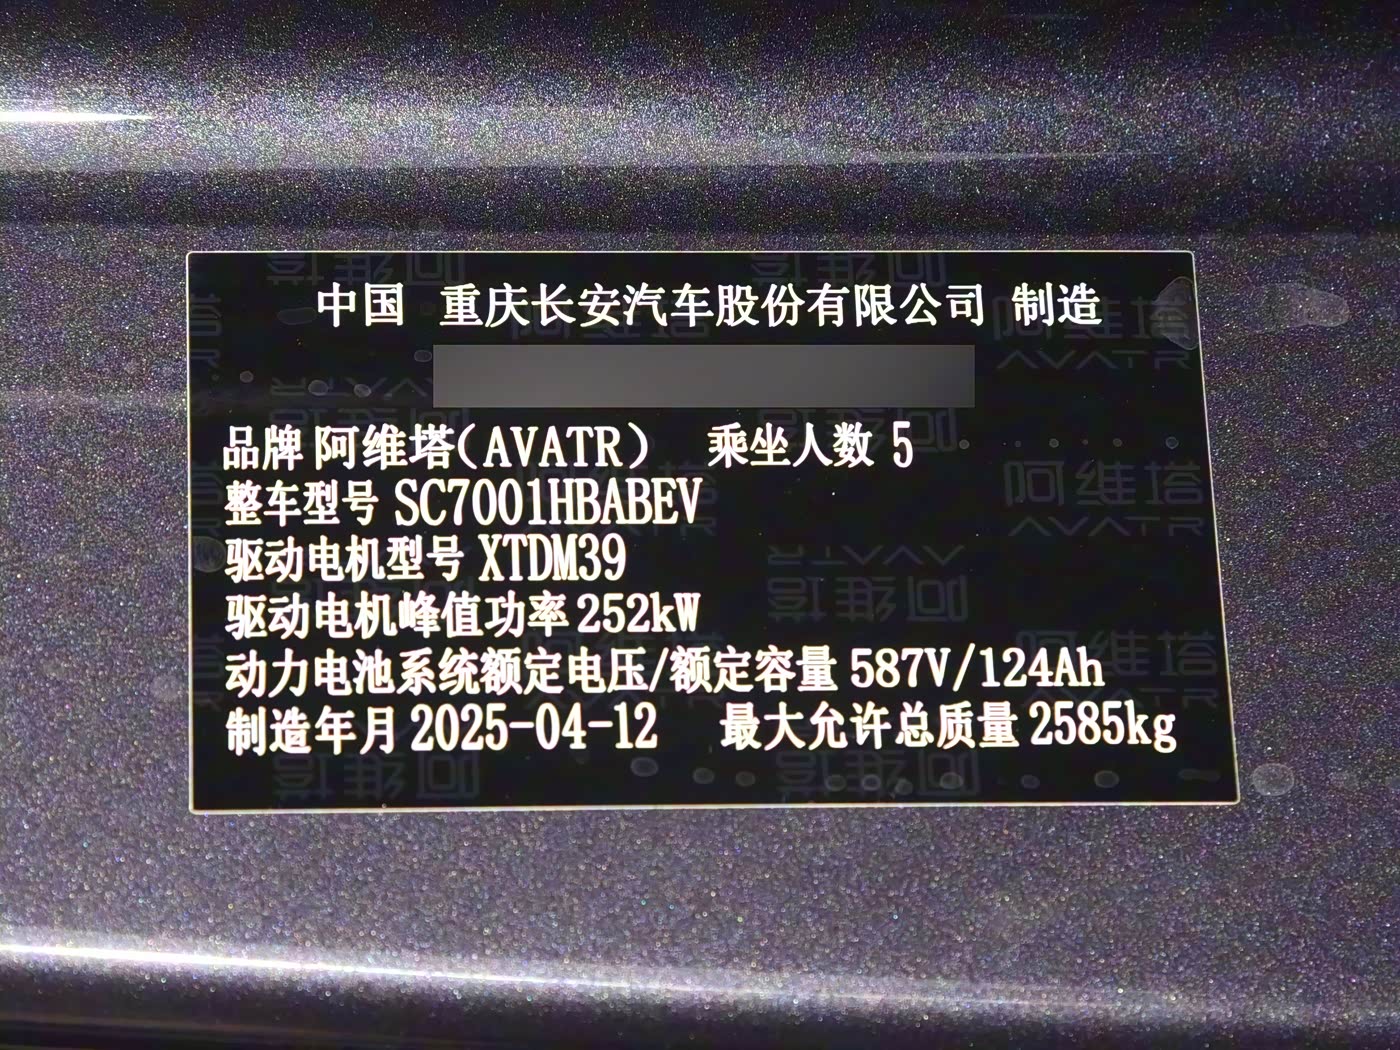 中国 重庆长安汽车股份有限公司 制造
品牌 阿维塔(AVATR) 乘坐人数 5
整车型号 SC7001HBABEV
驱动电机型号 XTDM39
驱动电机峰值功率 252kW
动力电池系统额定电压/额定容量 587V/124Ah
制造年月 2025-04-12 最大允许总质量 2585kg